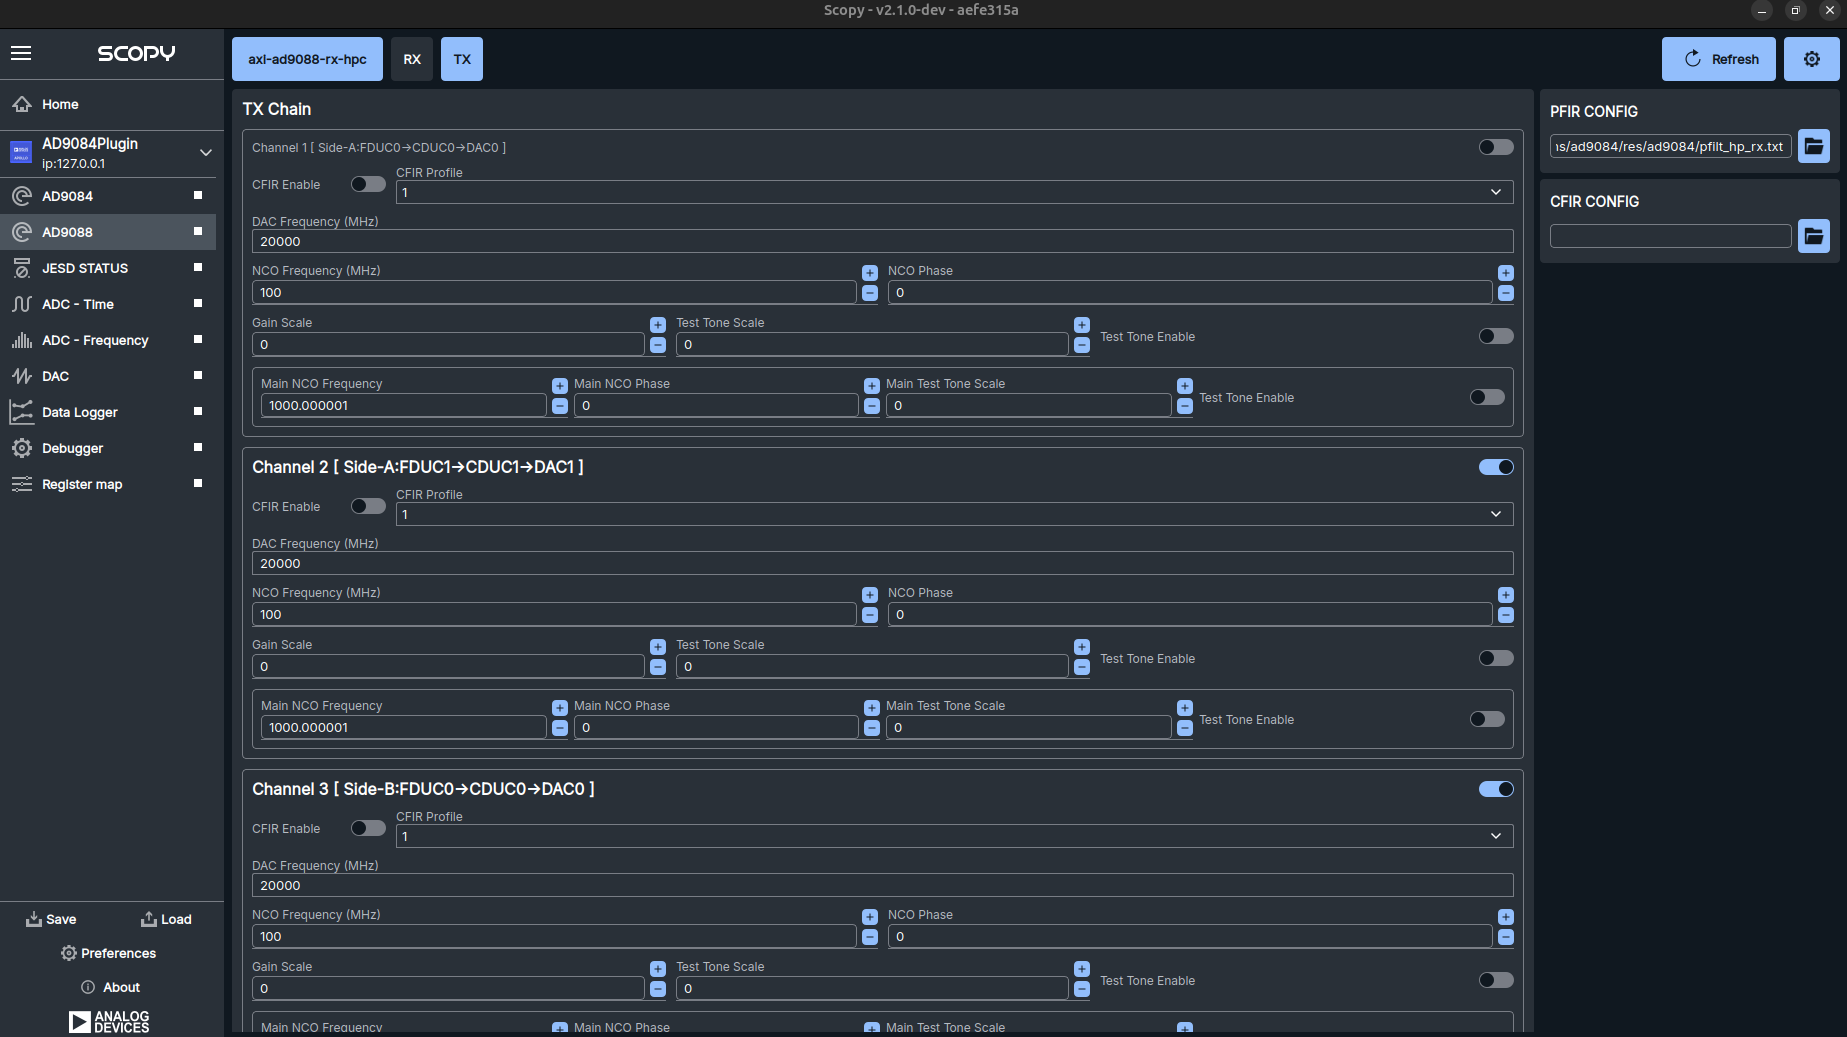 Scopy - v2.1.0-dev - aefe315a
SCOPY
Home
AD9084Plugin
ip:127.0.0.1
AD9084
AD9088
JESD STATUS
ADC - Time
ADC - Frequency
DAC
Data Logger
Debugger
Register map
Save
Load
Preferences
About
ANALOG
DEVICES
axi-ad9088-rx-hpc
RX
TX
Refresh
TX Chain
Channel 1 [ Side-A:FDUC0→CDUC0→DAC0 ]
CFIR Enable
CFIR Profile
1
DAC Frequency (MHz)
20000
NCO Frequency (MHz)
100
NCO Phase
0
Gain Scale
0
Test Tone Scale
0
Test Tone Enable
Main NCO Frequency
1000.000001
Main NCO Phase
0
Main Test Tone Scale
0
Test Tone Enable
Channel 2 [ Side-A:FDUC1→CDUC1→DAC1 ]
CFIR Enable
CFIR Profile
1
DAC Frequency (MHz)
20000
NCO Frequency (MHz)
100
NCO Phase
0
Gain Scale
0
Test Tone Scale
0
Test Tone Enable
Main NCO Frequency
1000.000001
Main NCO Phase
0
Main Test Tone Scale
0
Test Tone Enable
Channel 3 [ Side-B:FDUC0→CDUC0→DAC0 ]
CFIR Enable
CFIR Profile
1
DAC Frequency (MHz)
20000
NCO Frequency (MHz)
100
NCO Phase
0
Gain Scale
0
Test Tone Scale
0
Test Tone Enable
Main NCO Frequency
Main NCO Phase
Main Test Tone Scale
PFIR CONFIG
ıs/ad9084/res/ad9084/pfilt_hp_rx.txt
CFIR CONFIG